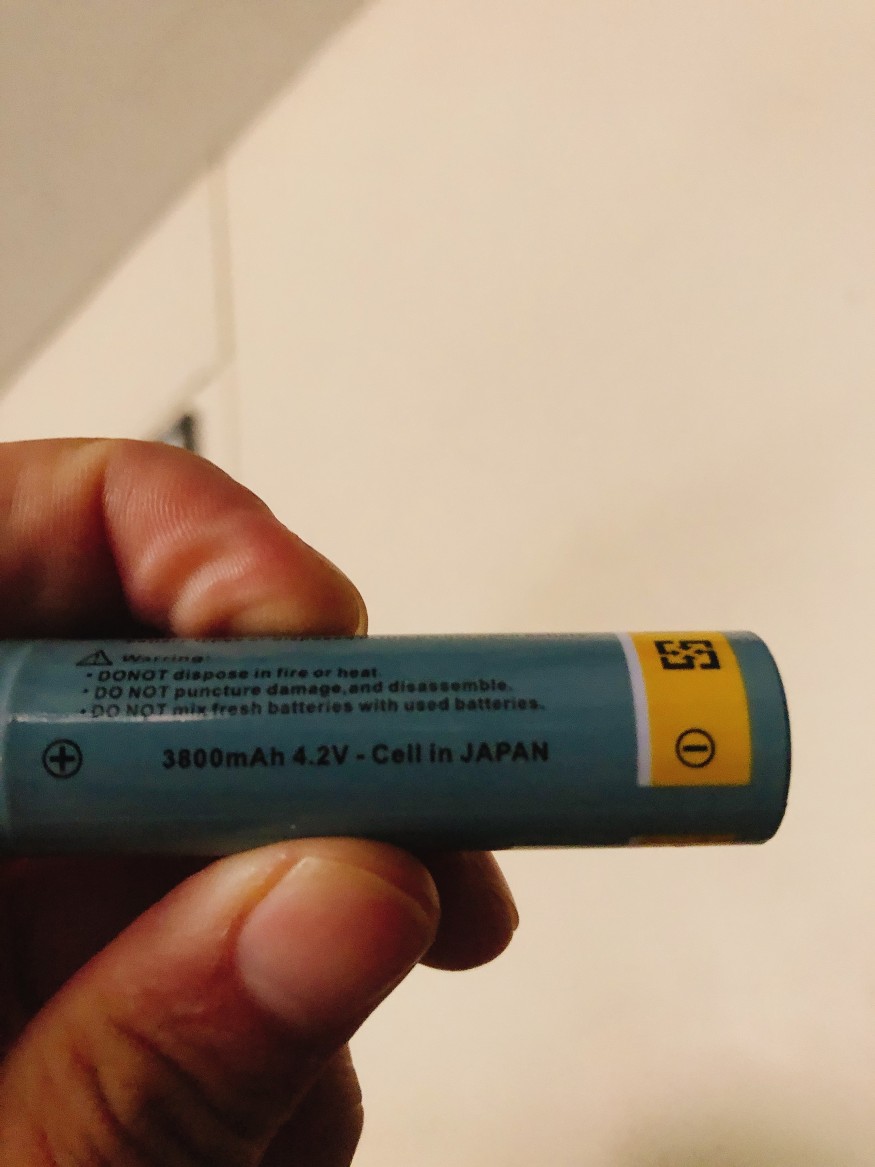 Warring:
• DONOT dispose in fire or heat.
• DO NOT puncture damage,and disassemble.
• DO NOT mix fresh batteries with used batteries.
3800mAh 4.2V - Cell in JAPAN